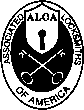 ASSOCIATED LOCKSMITHS
ALOA
OF AMERICA